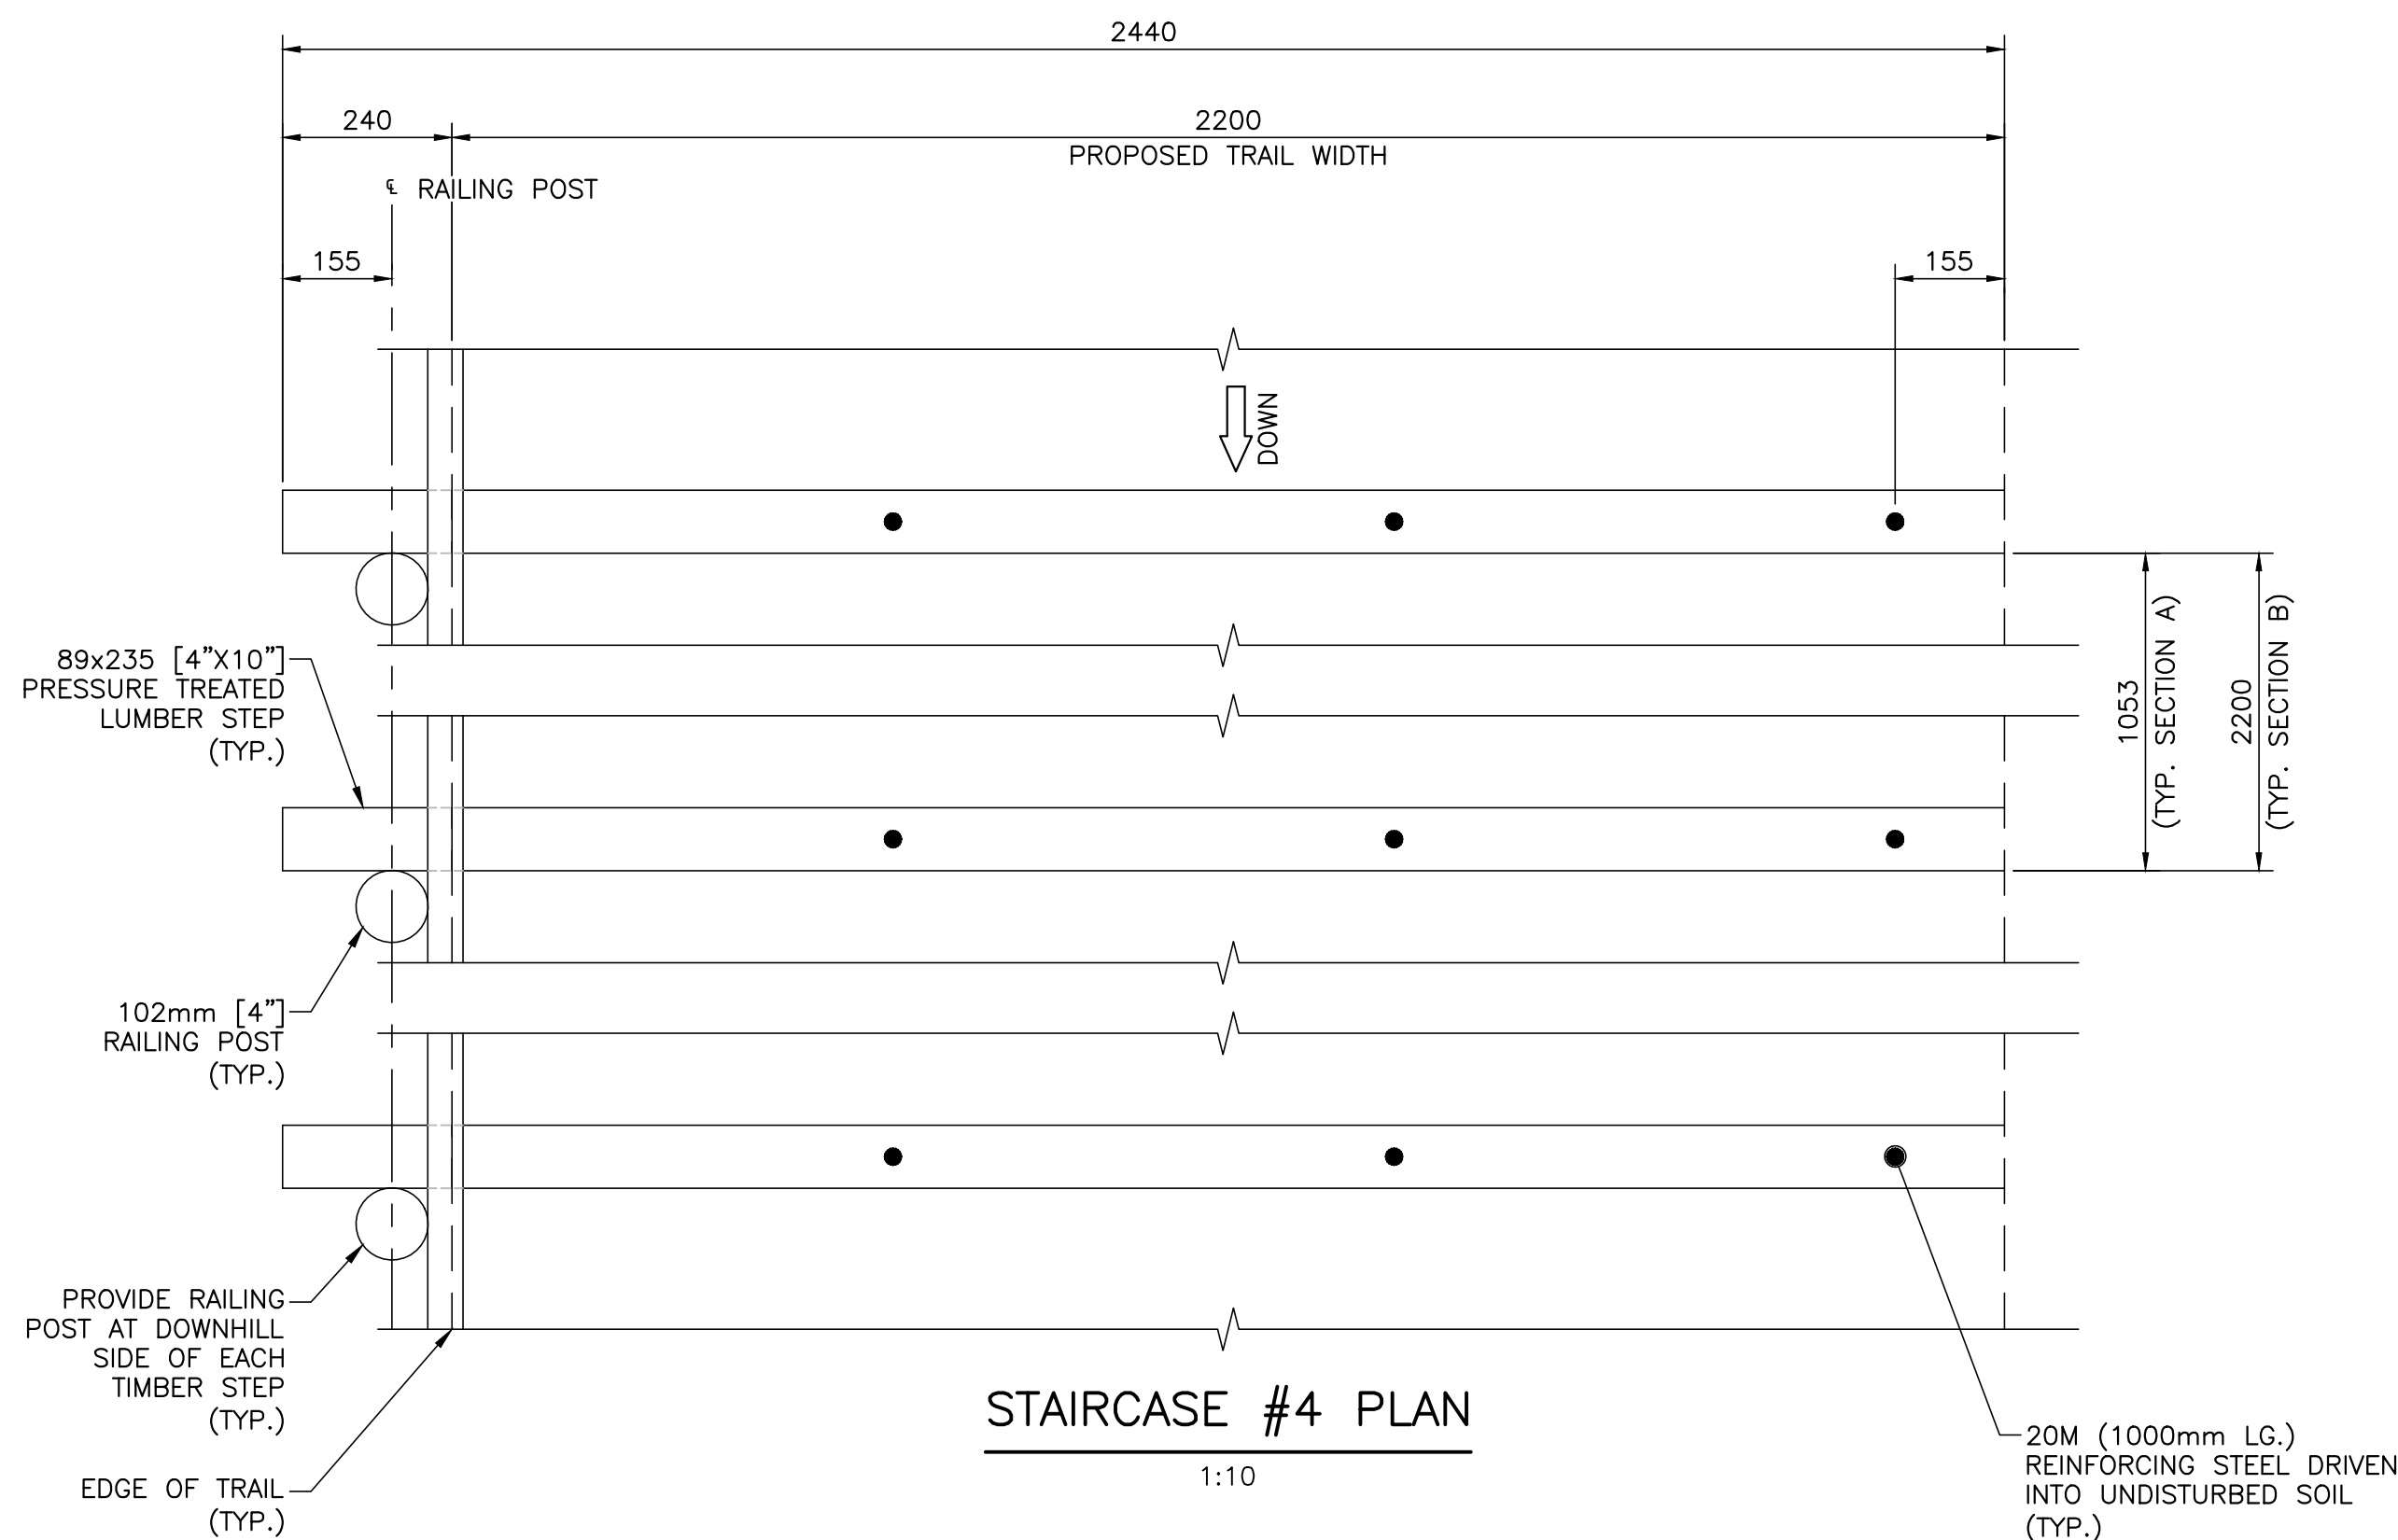 2440
240
2200
PROPOSED TRAIL WIDTH
℄ RAILING POST
155
155
DOWN
89x235 [4"X10"]
PRESSURE TREATED
LUMBER STEP
(TYP.)
1053
(TYP. SECTION A)
2200
(TYP. SECTION B)
102mm [4"]
RAILING POST
(TYP.)
PROVIDE RAILING
POST AT DOWNHILL
SIDE OF EACH
TIMBER STEP
(TYP.)
EDGE OF TRAIL
(TYP.)
STAIRCASE #4 PLAN
1:10
20M (1000mm LG.)
REINFORCING STEEL DRIVEN
INTO UNDISTURBED SOIL
(TYP.)